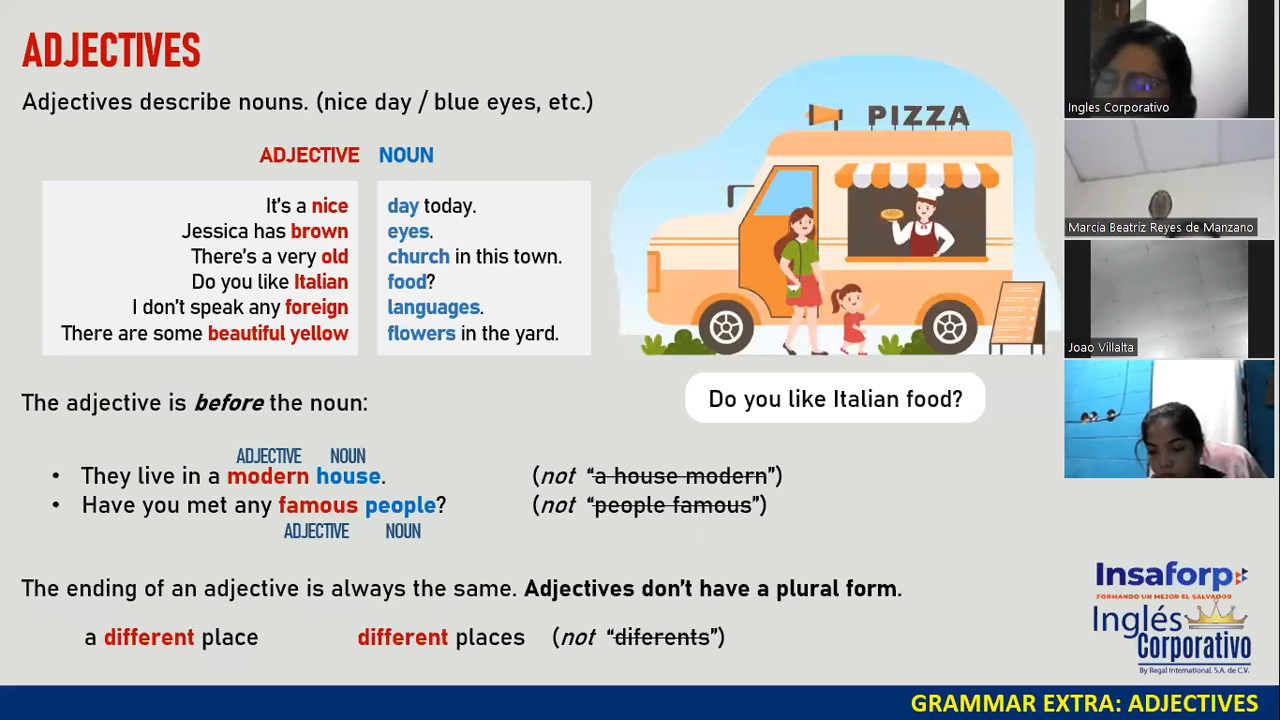 ADJECTIVES
Adjectives describe nouns. (nice day / blue eyes, etc.)
ADJECTIVE NOUN
It's a nice day today.
Jessica has brown eyes.
There's a very old church in this town.
Do you like Italian food?
I don't speak any foreign languages.
There are some beautiful yellow flowers in the yard.
PIZZA
Do you like Italian food?
The adjective is before the noun:
ADJECTIVE NOUN
• They live in a modern house. (not “a house modern”)
• Have you met any famous people? (not “people famous”)
ADJECTIVE NOUN
The ending of an adjective is always the same. Adjectives don't have a plural form.
a different place different places (not “diferents”)
Ingles Corporativo
Marcia Beatriz Reyes de Manzano
Joao Villalta
Insaforp
FORMANDO UN MEJOR EL SALVADOR
Inglés
Corporativo
By Regal International, S.A. de C.V.
GRAMMAR EXTRA: ADJECTIVES